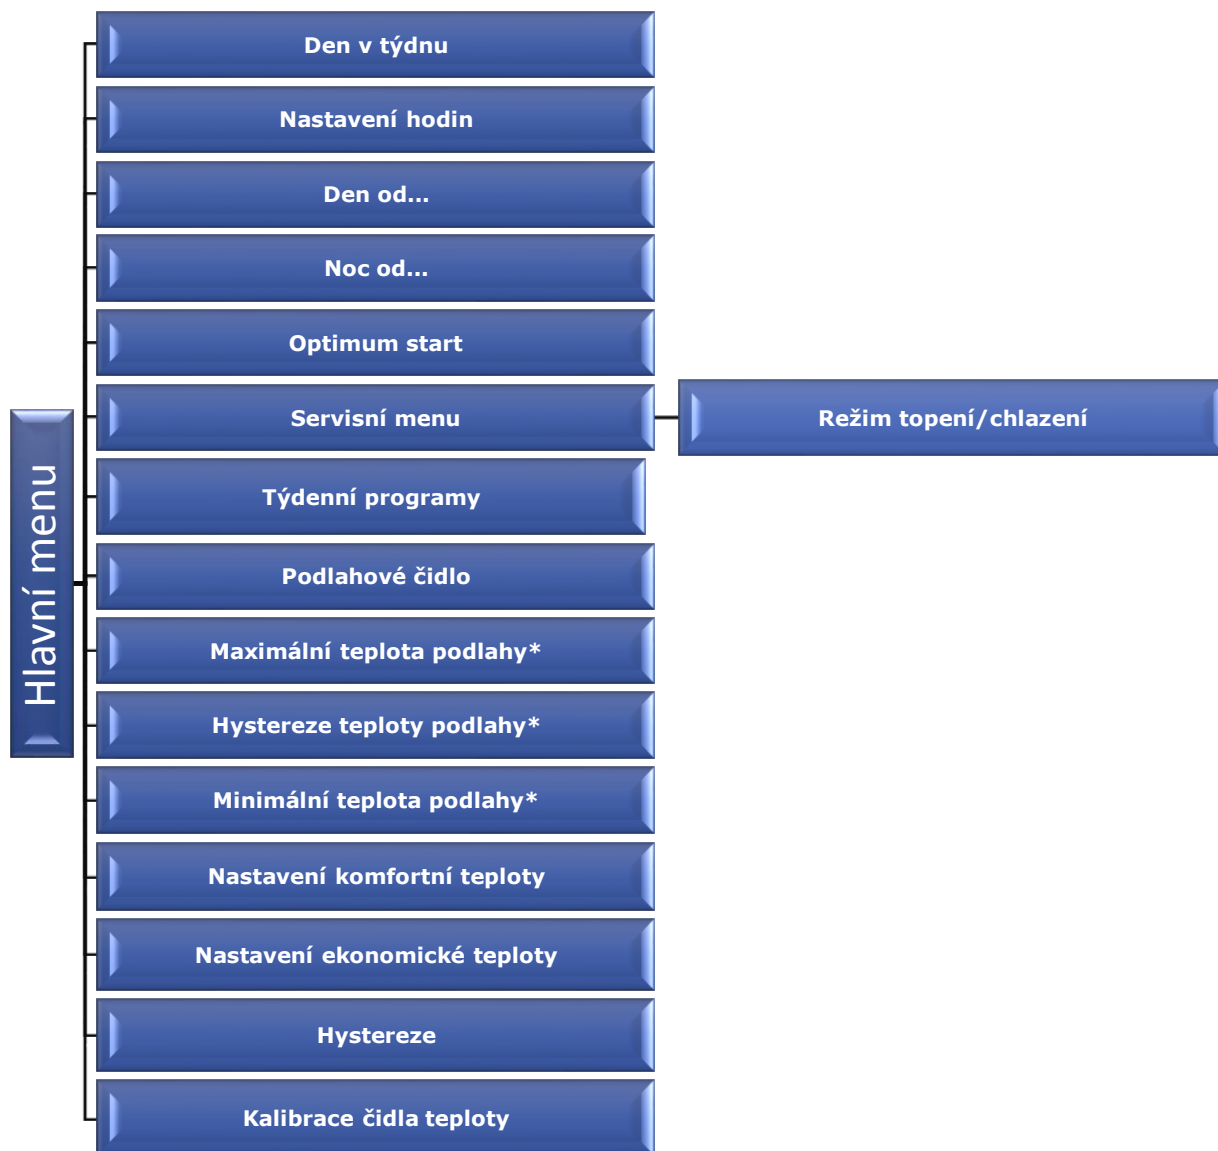 Hlavní menu
Den v týdnu
Nastavení hodin
Den od...
Noc od...
Optimum start
Servisní menu
Režim topení/chlazení
Týdenní programy
Podlahové čidlo
Maximální teplota podlahy*
Hystereze teploty podlahy*
Minimální teplota podlahy*
Nastavení komfortní teploty
Nastavení ekonomické teploty
Hystereze
Kalibrace čidla teploty